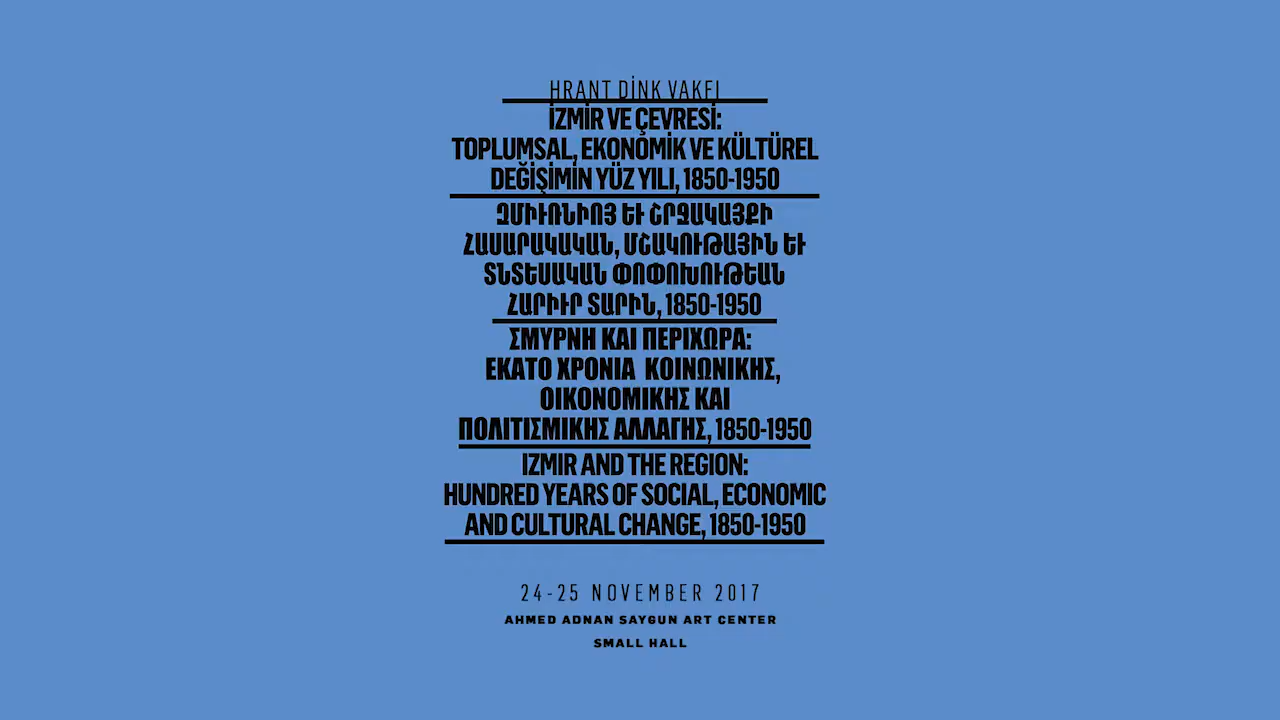 HRANT DİNK VAKFI
İZMİR VE ÇEVRESİ:
TOPLUMSAL, EKONOMİK VE KÜLTÜREL
DEĞİŞİMİN YÜZ YILI, 1850-1950
ԶՄԻՒՌՆԻՈՅ ԵՒ ՇՐՋԱԿԱՅՔԻ
ՀԱՍԱՐԱԿԱԿԱՆ, ՄՇԱԿՈՒԹԱՅԻՆ ԵՒ
ՏՆՏԵՍԱԿԱՆ ՓՈՓՈԽՈՒԹԵԱՆ
ՀԱՐԻՒՐ ՏԱՐԻՆ, 1850-1950
ΣΜΥΡΝΗ ΚΑΙ ΠΕΡΙΧΩΡΑ:
ΕΚΑΤΟ ΧΡΟΝΙΑ ΚΟΙΝΩΝΙΚΗΣ,
ΟΙΚΟΝΟΜΙΚΗΣ ΚΑΙ
ΠΟΛΙΤΙΣΜΙΚΗΣ ΑΛΛΑΓΗΣ, 1850-1950
IZMIR AND THE REGION:
HUNDRED YEARS OF SOCIAL, ECONOMIC
AND CULTURAL CHANGE, 1850-1950
24-25 NOVEMBER 2017
AHMED ADNAN SAYGUN ART CENTER
SMALL HALL